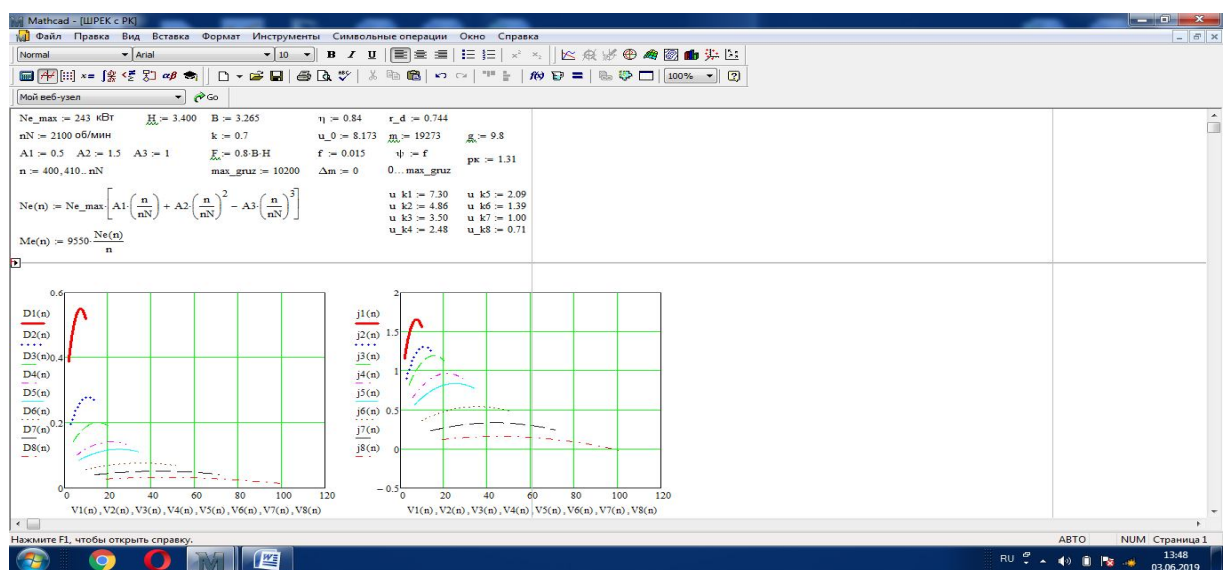 Mathcad - [ШРЕК с РК]
Файл Правка Вид Вставка Формат Инструменты Символьные операции Окно Справка
Normal Arial 10 B I U
αβ 100%
Мой веб-узел Go
Ne_max := 243 кВт H := 3.400 B := 3.265 η := 0.84 r_d := 0.744
nN := 2100 об/мин k := 0.7 u_0 := 8.173 m := 19273 g := 9.8
A1 := 0.5 A2 := 1.5 A3 := 1 F := 0.8·B·H f := 0.015 ψ := f рк := 1.31
n := 400,410.. nN max_gruz := 10200 Δm := 0 0... max_gruz
u_k1 := 7.30 u_k5 := 2.09
u_k2 := 4.86 u_k6 := 1.39
u_k3 := 3.50 u_k7 := 1.00
u_k4 := 2.48 u_k8 := 0.71
Ne(n) := Ne_max·[A1·(n/nN) + A2·(n/nN)^2 − A3·(n/nN)^3]
Me(n) := 9550·Ne(n)/n
0.6
0.4
0.2
0
D1(n)
D2(n)
D3(n)
D4(n)
D5(n)
D6(n)
D7(n)
D8(n)
0 20 40 60 80 100 120
V1(n) , V2(n) , V3(n) , V4(n) , V5(n) , V6(n) , V7(n) , V8(n)
2
1.5
1
0.5
0
− 0.5
j1(n)
j2(n)
j3(n)
j4(n)
j5(n)
j6(n)
j7(n)
j8(n)
0 20 40 60 80 100 120
V1(n) , V2(n) , V3(n) , V4(n) , V5(n) , V6(n) , V7(n) , V8(n)
Нажмите F1, чтобы открыть справку. АВТО NUM Страница 1
RU 13:48
03.06.2019